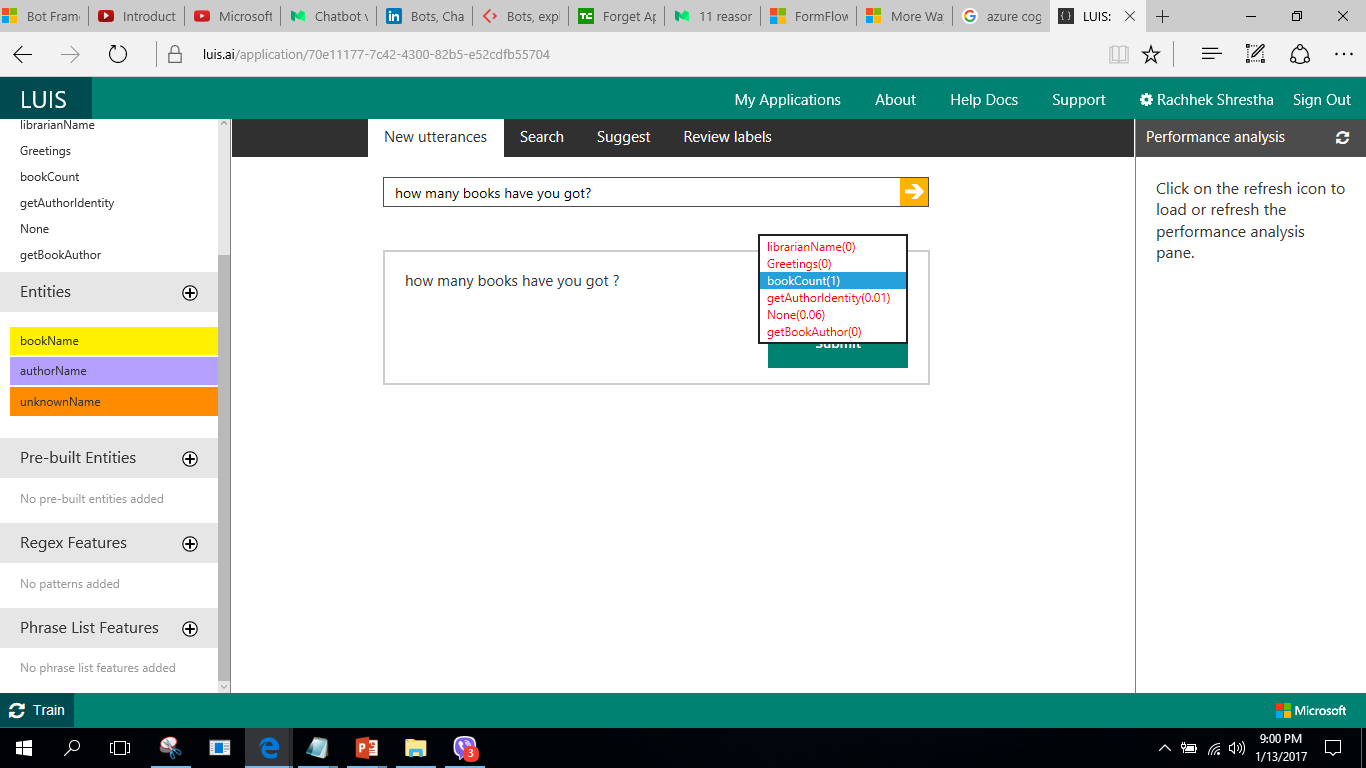 Bot Fram
Introduct
Microsoft
Chatbot v
Bots, Cha
Bots, expl
Forget Ap
11 reason
FormFlow
More Wa
azure cog
LUIS:
luis.ai/application/70e11177-7c42-4300-82b5-e52cdfb55704
LUIS
My Applications
About
Help Docs
Support
Rachhek Shrestha
Sign Out
librarianName
Greetings
bookCount
getAuthorIdentity
None
getBookAuthor
Entities
bookName
authorName
unknownName
Pre-built Entities
No pre-built entities added
Regex Features
No patterns added
Phrase List Features
No phrase list features added
New utterances
Search
Suggest
Review labels
how many books have you got?
how many books have you got ?
librarianName(0)
Greetings(0)
bookCount(1)
getAuthorIdentity(0.01)
None(0.06)
getBookAuthor(0)
Submit
Performance analysis
Click on the refresh icon to
load or refresh the
performance analysis
pane.
Train
Microsoft
3
9:00 PM
1/13/2017